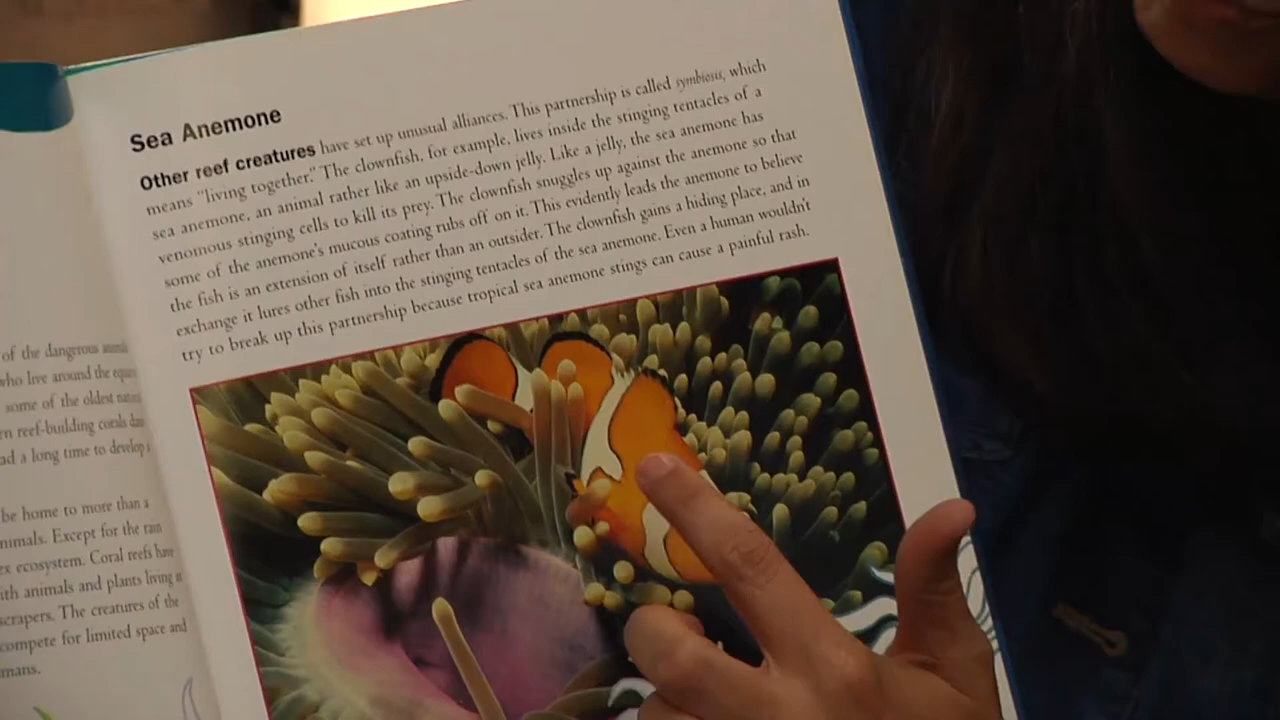 of the dangerous
who live around the
some of the oldest
rn reef-building corals
ad a long time to develop
be home to more than a
nimals. Except for the rain
ex ecosystem. Coral reefs have
ith animals and plants living
scrapers. The creatures of the
compete for limited space and
mans.
Sea Anemone
Other reef creatures have set up unusual alliances. This partnership is called symbiosis, which
means "living together." The clownfish, for example, lives inside the stinging tentacles of a
sea anemone, an animal rather like an upside-down jelly. Like a jelly, the sea anemone has
venomous stinging cells to kill its prey. The clownfish snuggles up against the anemone so that
some of the anemone's mucous coating rubs off on it. This evidently leads the anemone to believe
the fish is an extension of itself rather than an outsider. The clownfish gains a hiding place, and in
exchange it lures other fish into the stinging tentacles of the sea anemone. Even a human wouldn't
try to break up this partnership because tropical sea anemone stings can cause a painful rash.